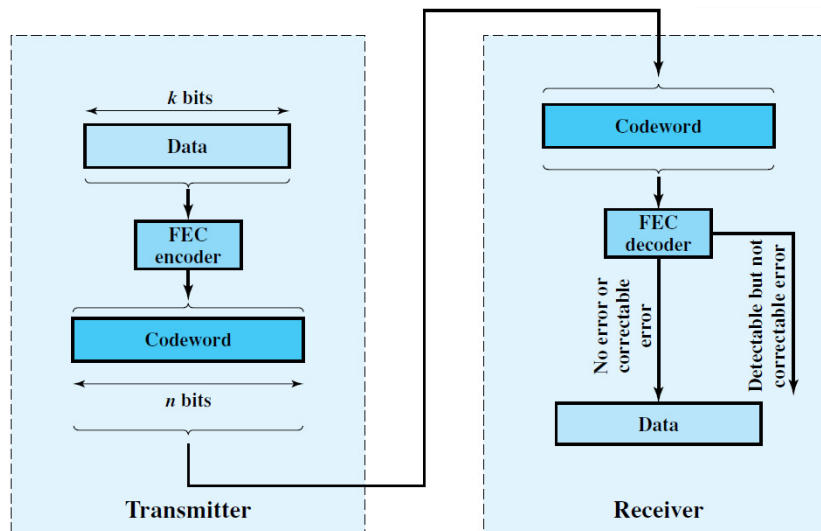 k bits
Data
FEC
encoder
Codeword
n bits
Transmitter
Codeword
FEC
decoder
No error or
correctable
error
Detectable but not
correctable error
Data
Receiver